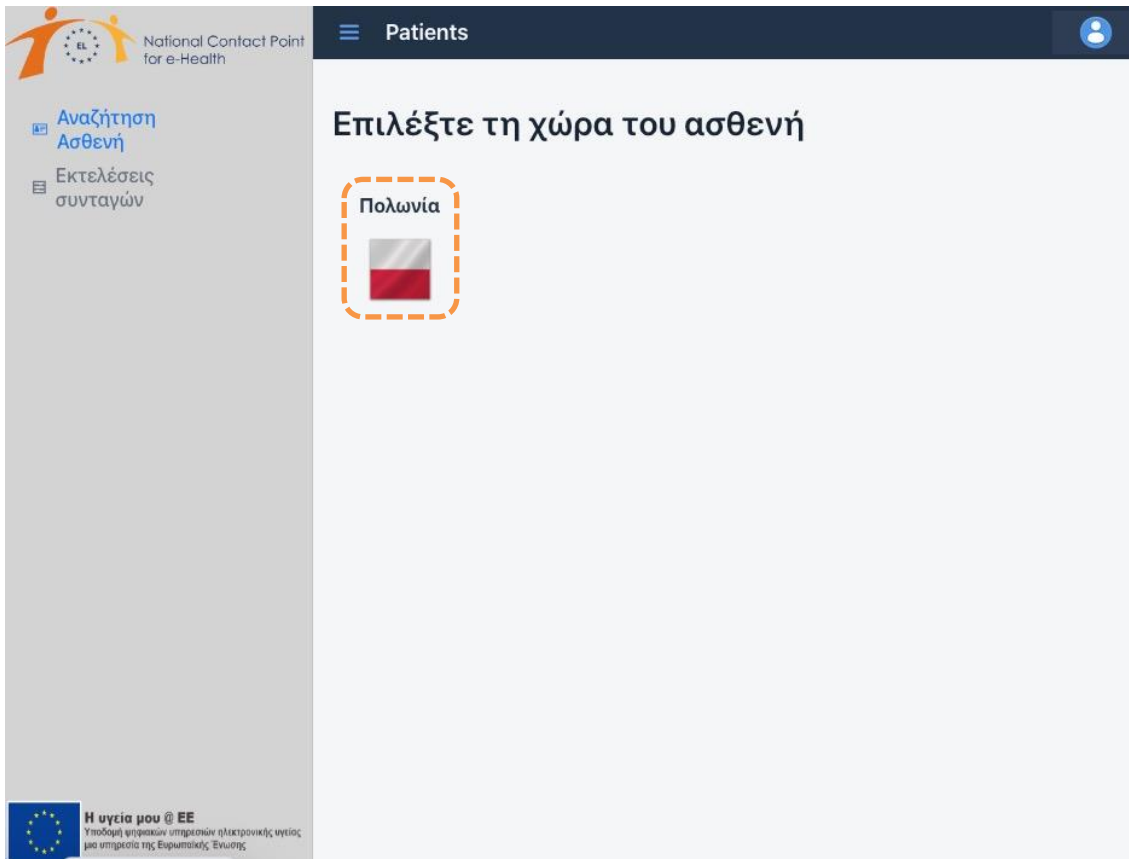 EL
National Contact Point
for e-Health
Patients
Αναζήτηση
Ασθενή
Εκτελέσεις
συνταγών
Επιλέξτε τη χώρα του ασθενή
Πολωνία
Η υγεία μου @ ΕΕ
Υποδομή ψηφιακών υπηρεσιών ηλεκτρονικής υγείας
μια υπηρεσία της Ευρωπαϊκής Ένωσης